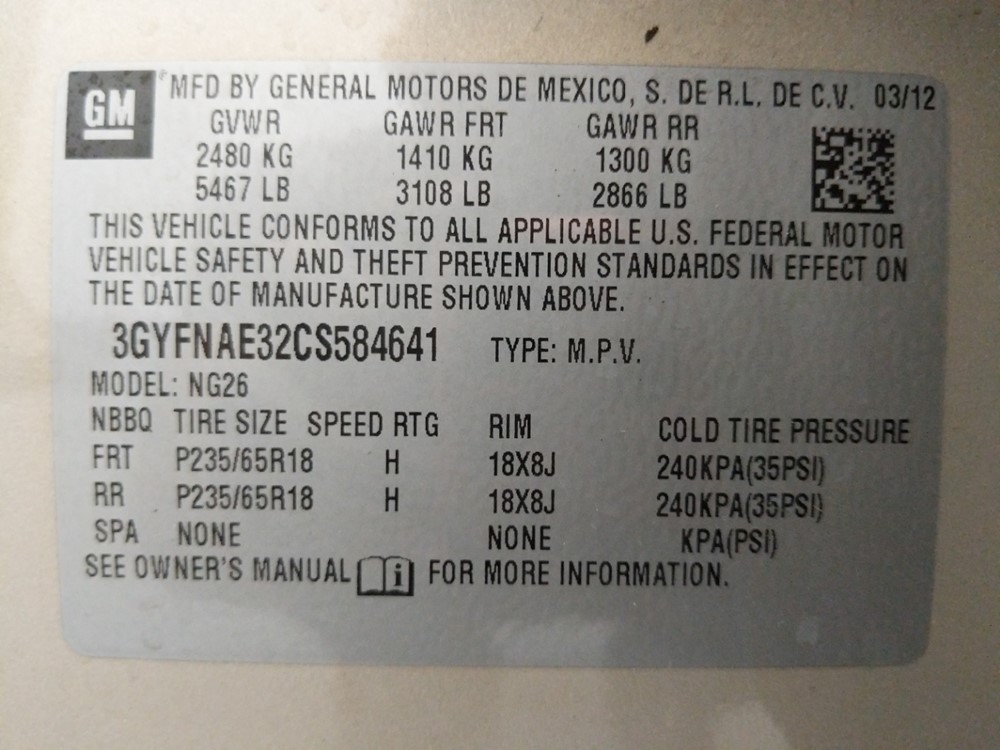 GM
MFD BY GENERAL MOTORS DE MEXICO, S. DE R.L. DE C.V. 03/12
GVWR GAWR FRT GAWR RR
2480 KG 1410 KG 1300 KG
5467 LB 3108 LB 2866 LB
THIS VEHICLE CONFORMS TO ALL APPLICABLE U.S. FEDERAL MOTOR
VEHICLE SAFETY AND THEFT PREVENTION STANDARDS IN EFFECT ON
THE DATE OF MANUFACTURE SHOWN ABOVE.
3GYFNAE32CS584641 TYPE: M.P.V.
MODEL: NG26
NBBQ TIRE SIZE SPEED RTG RIM COLD TIRE PRESSURE
FRT P235/65R18 H 18X8J 240KPA(35PSI)
RR P235/65R18 H 18X8J 240KPA(35PSI)
SPA NONE NONE KPA(PSI)
SEE OWNER'S MANUAL i FOR MORE INFORMATION.